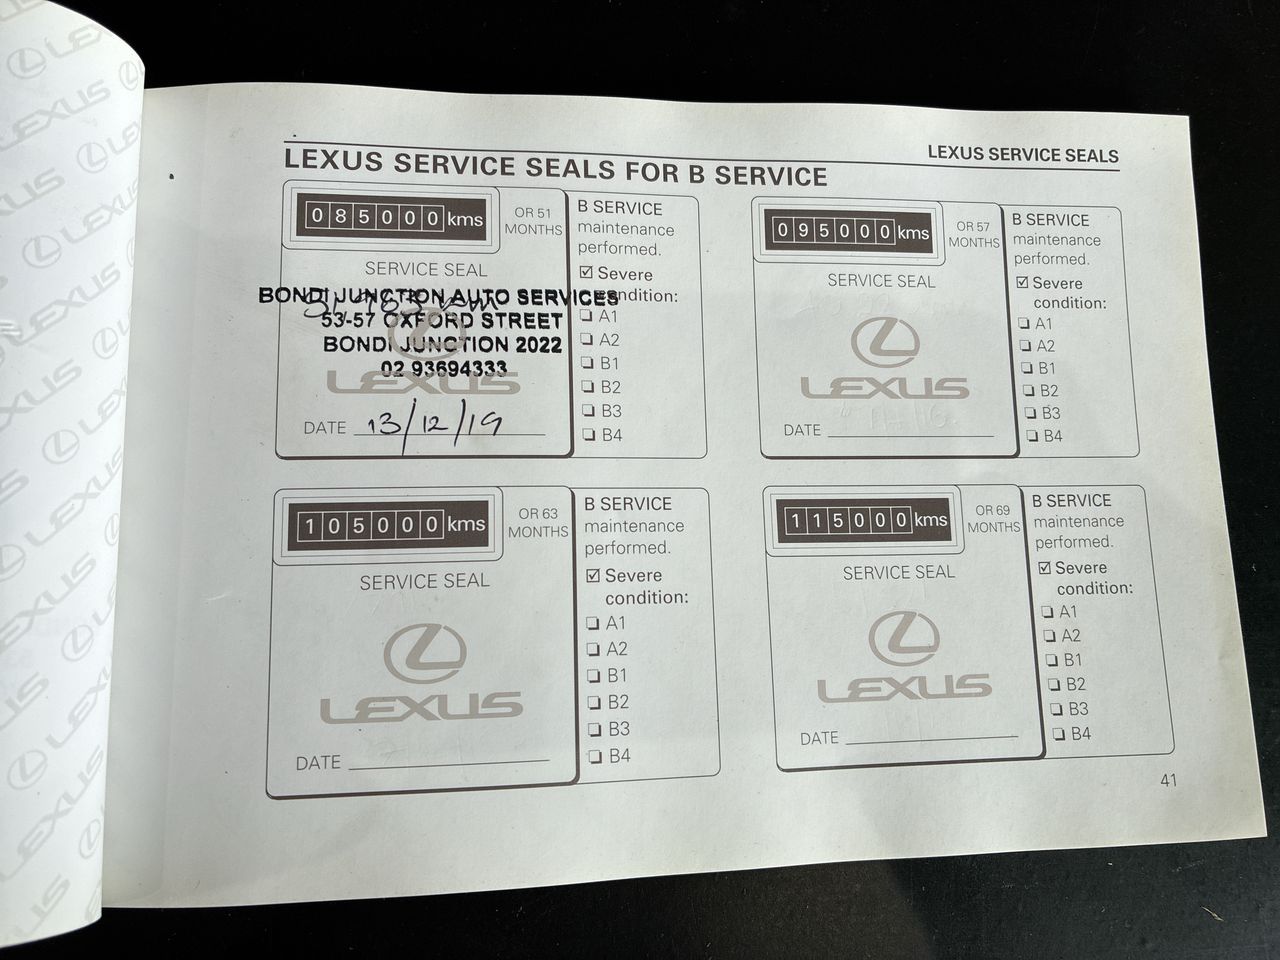 LEXUS SERVICE SEALS
LEXUS SERVICE SEALS FOR B SERVICE
085000 kms
OR 51
MONTHS
SERVICE SEAL
BONDI JUNCTION AUTO SERVICES
53-57 OXFORD STREET
BONDI JUNCTION 2022
02 93694333
LEXUS
DATE 13/12/19
B SERVICE
maintenance
performed.
☑ Severe
condition:
❏ A1
❏ A2
❏ B1
❏ B2
❏ B3
❏ B4
095000 kms
OR 57
MONTHS
SERVICE SEAL
LEXUS
DATE
B SERVICE
maintenance
performed.
☑ Severe
condition:
❏ A1
❏ A2
❏ B1
❏ B2
❏ B3
❏ B4
105000 kms
OR 63
MONTHS
SERVICE SEAL
LEXUS
DATE
B SERVICE
maintenance
performed.
☑ Severe
condition:
❏ A1
❏ A2
❏ B1
❏ B2
❏ B3
❏ B4
115000 kms
OR 69
MONTHS
SERVICE SEAL
LEXUS
DATE
B SERVICE
maintenance
performed.
☑ Severe
condition:
❏ A1
❏ A2
❏ B1
❏ B2
❏ B3
❏ B4
41